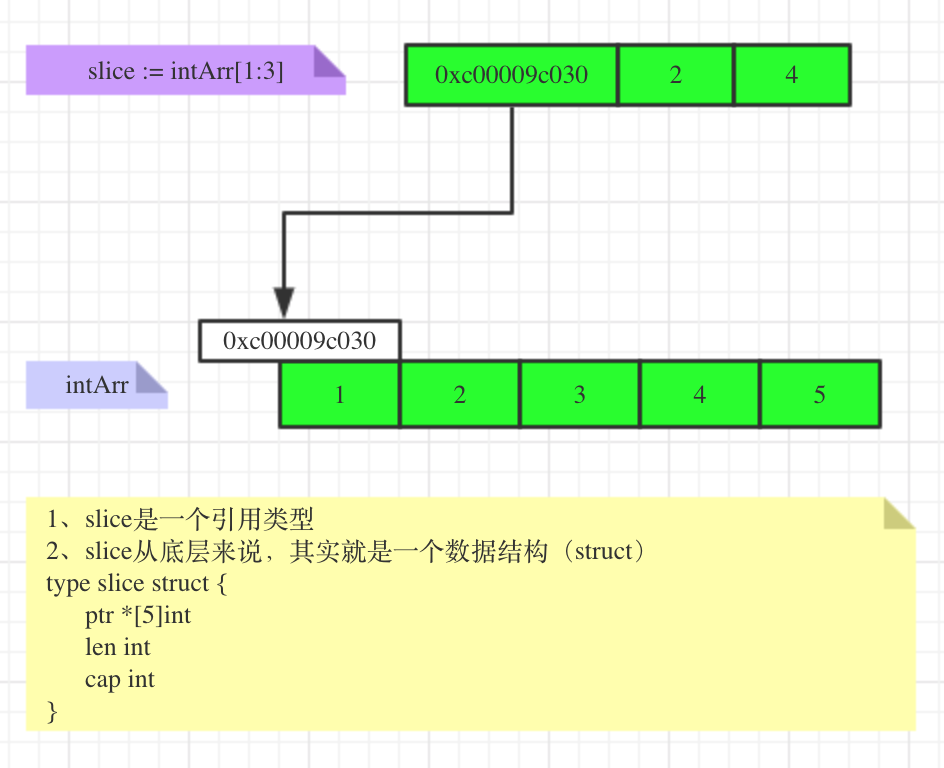 slice := intArr[1:3]
0xc00009c030 2 4
0xc00009c030
intArr
1 2 3 4 5
1、slice是一个引用类型
2、slice从底层来说，其实就是一个数据结构（struct）
type slice struct {
ptr *[5]int
len int
cap int
}